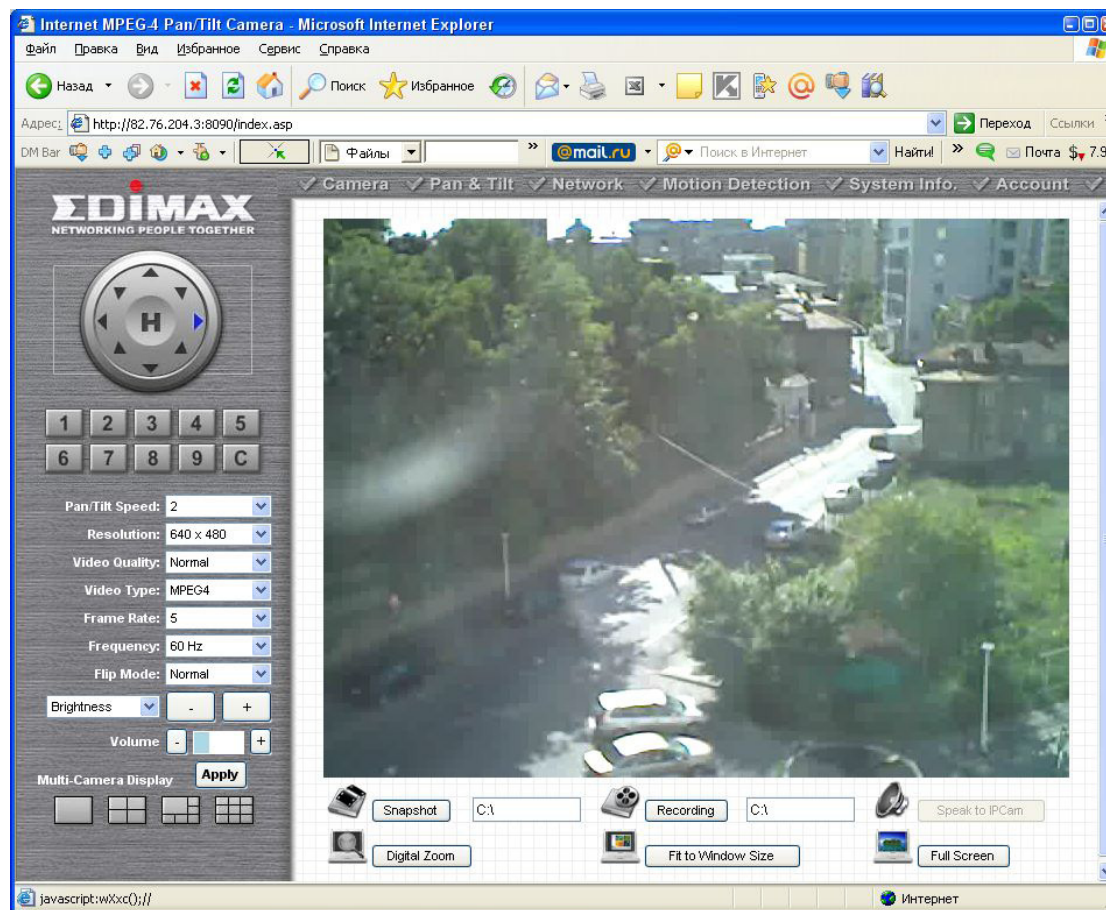 Internet MPEG-4 Pan/Tilt Camera - Microsoft Internet Explorer
Файл Правка Вид Избранное Сервис Справка
Назад Поиск Избранное
Адрес: http://82.76.204.3:8090/index.asp Переход Ссылки
DM Bar Файлы » @mail.ru Поиск в Интернет Найти! » Почта $ 7.9
EDIMAX
NETWORKING PEOPLE TOGETHER
Camera Pan & Tilt Network Motion Detection System Info. Account
H
1 2 3 4 5
6 7 8 9 C
Pan/Tilt Speed: 2
Resolution: 640 x 480
Video Quality: Normal
Video Type: MPEG4
Frame Rate: 5
Frequency: 60 Hz
Flip Mode: Normal
Brightness - +
Volume - +
Multi-Camera Display Apply
Snapshot C:\ Recording C:\ Speak to IPCam
Digital Zoom Fit to Window Size Full Screen
javascript:wXxc();// Интернет